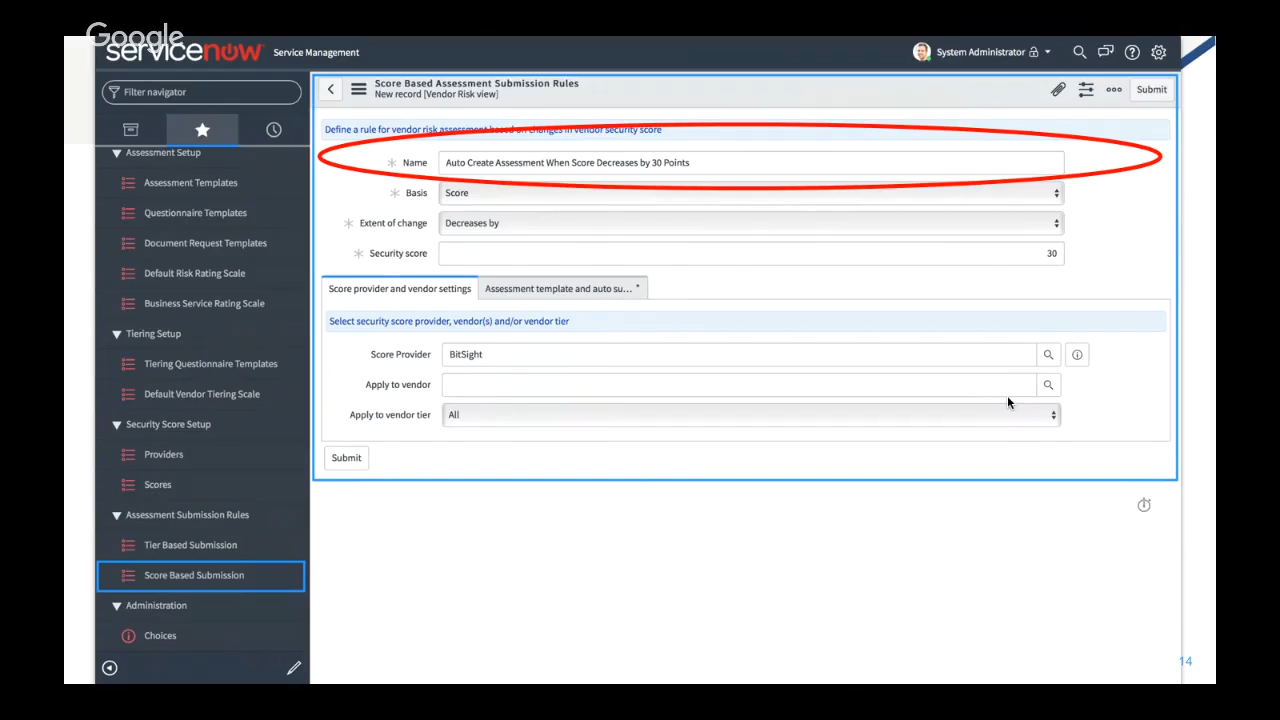 Google
servicenow Service Management
System Administrator
Filter navigator
Assessment Setup
Assessment Templates
Questionnaire Templates
Document Request Templates
Default Risk Rating Scale
Business Service Rating Scale
Tiering Setup
Tiering Questionnaire Templates
Default Vendor Tiering Scale
Security Score Setup
Providers
Scores
Assessment Submission Rules
Tier Based Submission
Score Based Submission
Administration
Choices
Score Based Assessment Submission Rules
New record [Vendor Risk view]
Submit
Define a rule for vendor risk assessment based on changes in vendor security score
Name Auto Create Assessment When Score Decreases by 30 Points
Basis Score
Extent of change Decreases by
Security score 30
Score provider and vendor settings Assessment template and auto su... *
Select security score provider, vendor(s) and/or vendor tier
Score Provider BitSight
Apply to vendor
Apply to vendor tier All
Submit
14